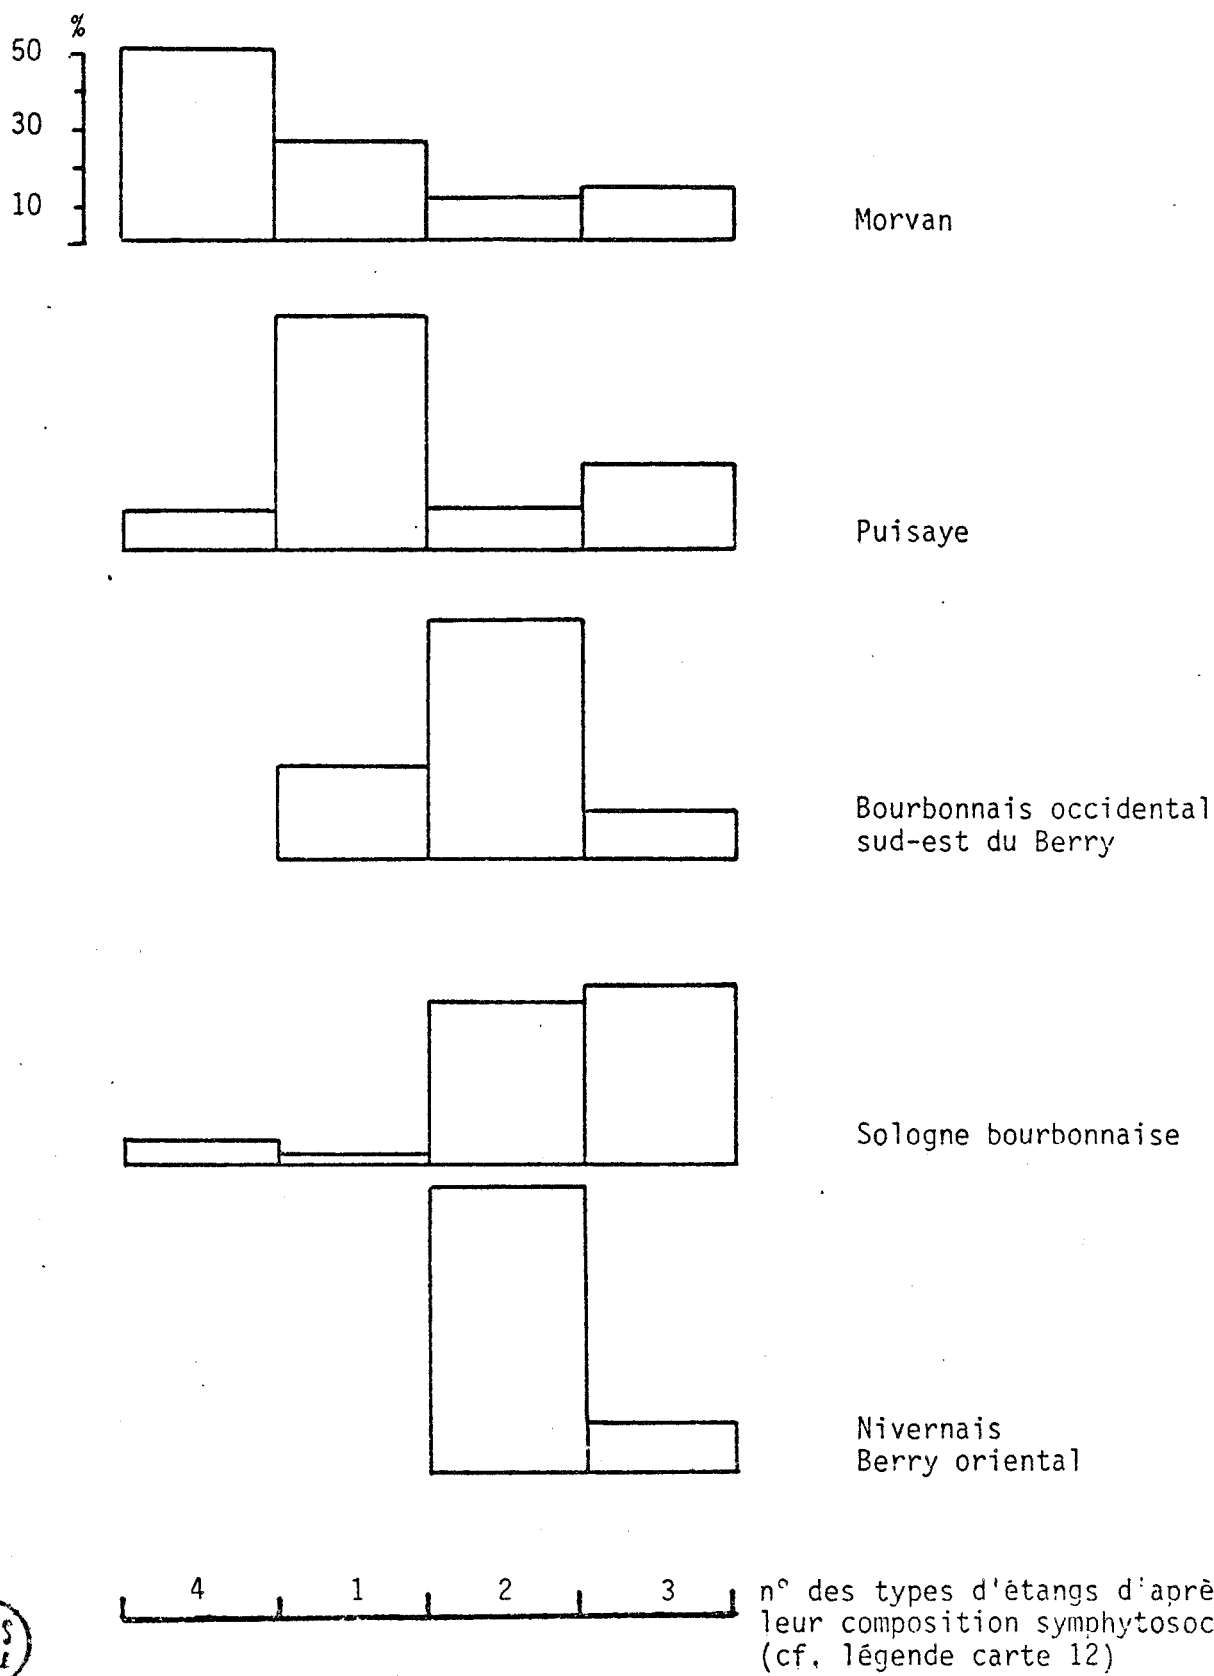 %
50
30
10
Morvan
Puisaye
Bourbonnais occidental
sud-est du Berry
Sologne bourbonnaise
Nivernais
Berry oriental
4 1 2 3
n° des types d'étangs d'aprè
leur composition symphytosoc
(cf. légende carte 12)